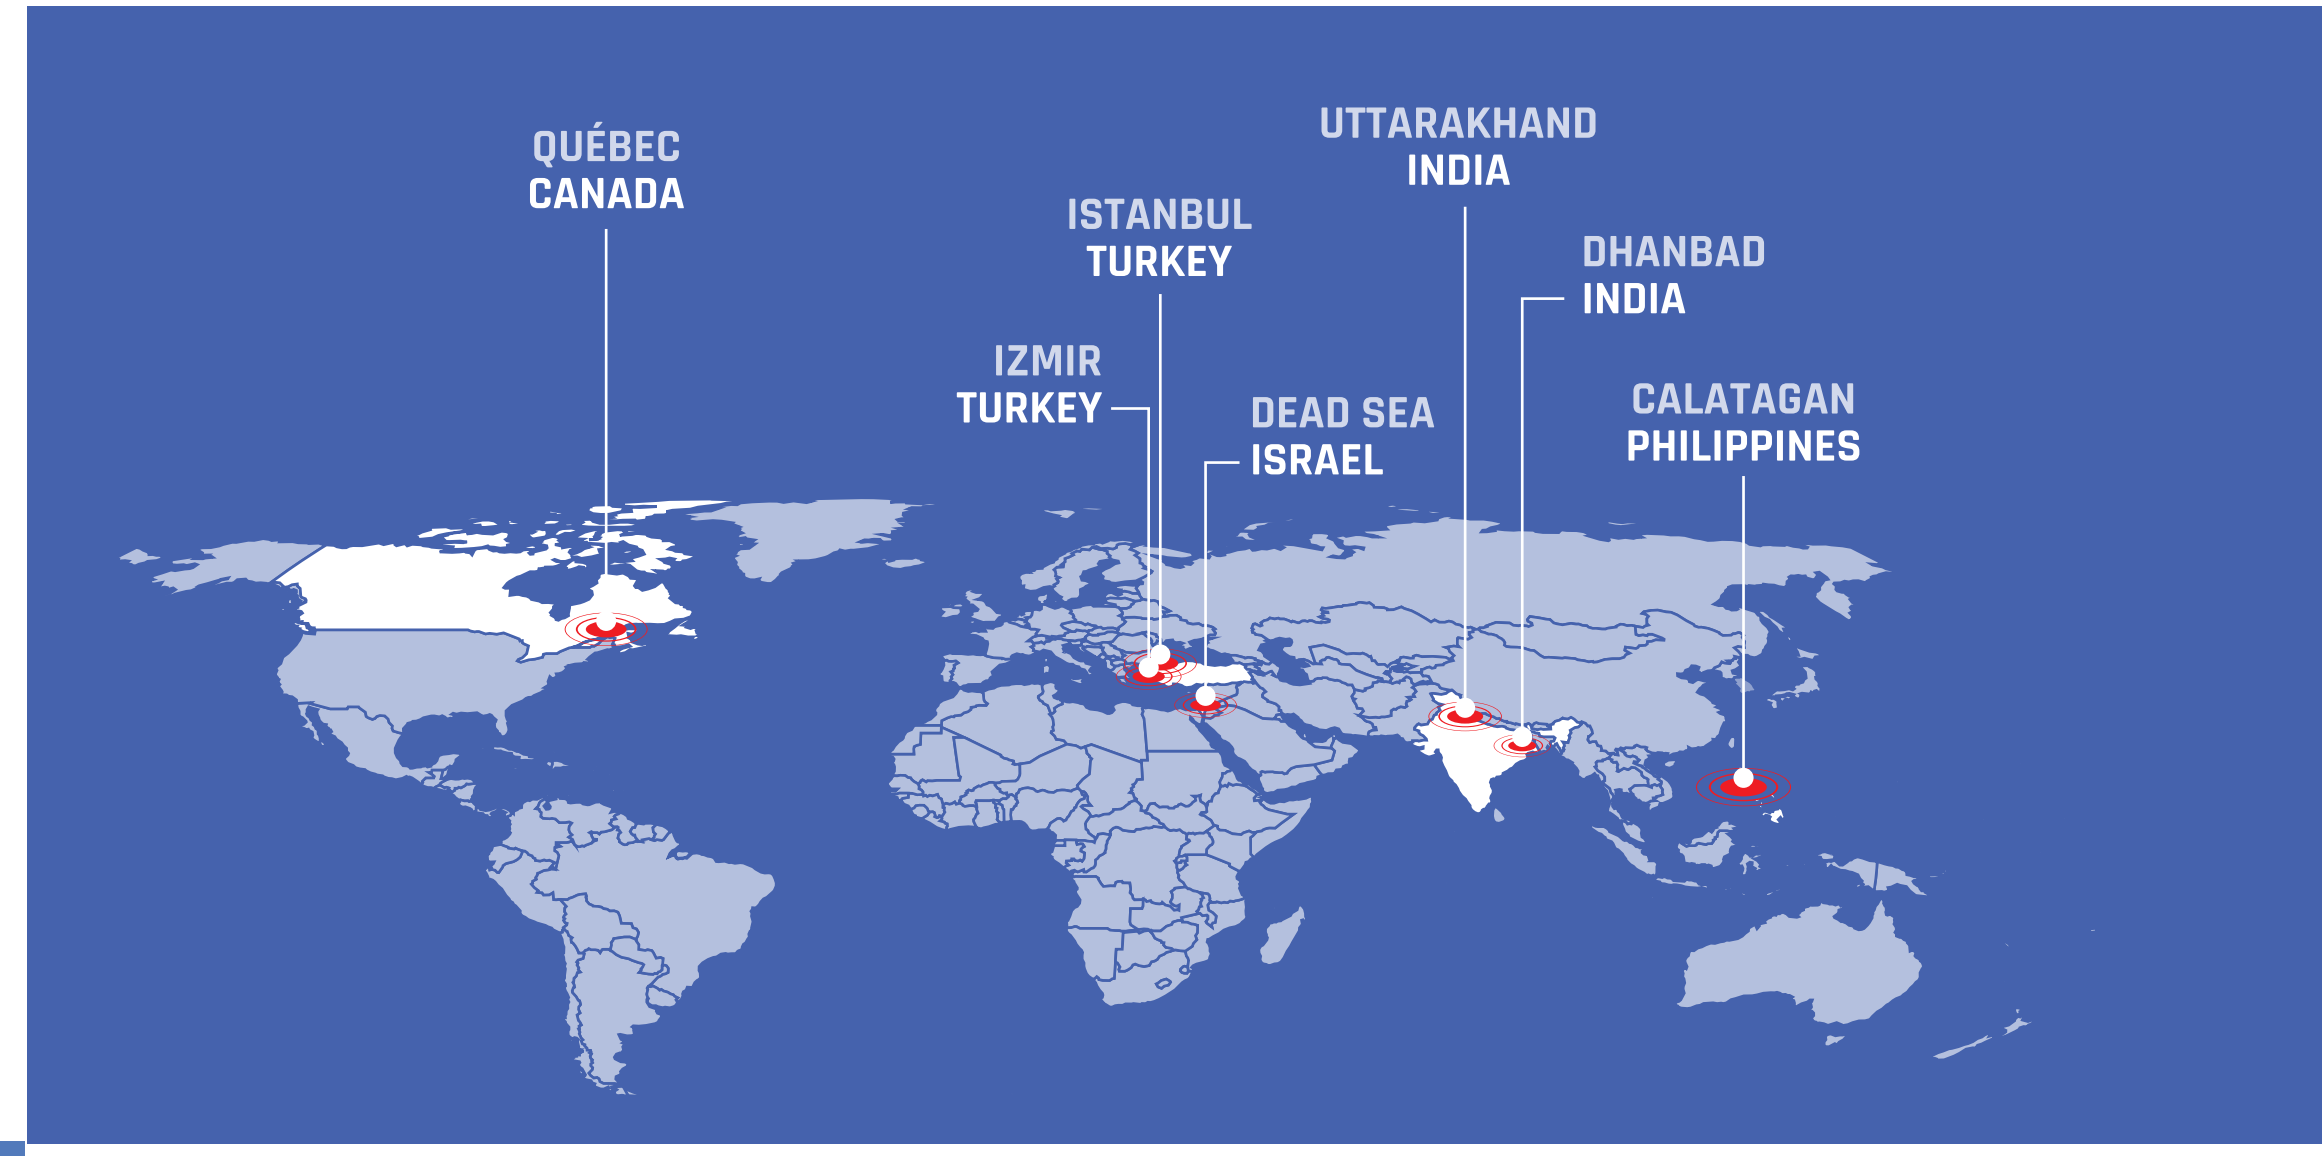 QUÉBEC
CANADA
ISTANBUL
TURKEY
IZMIR
TURKEY
DEAD SEA
ISRAEL
UTTARAKHAND
INDIA
DHANBAD
INDIA
CALATAGAN
PHILIPPINES